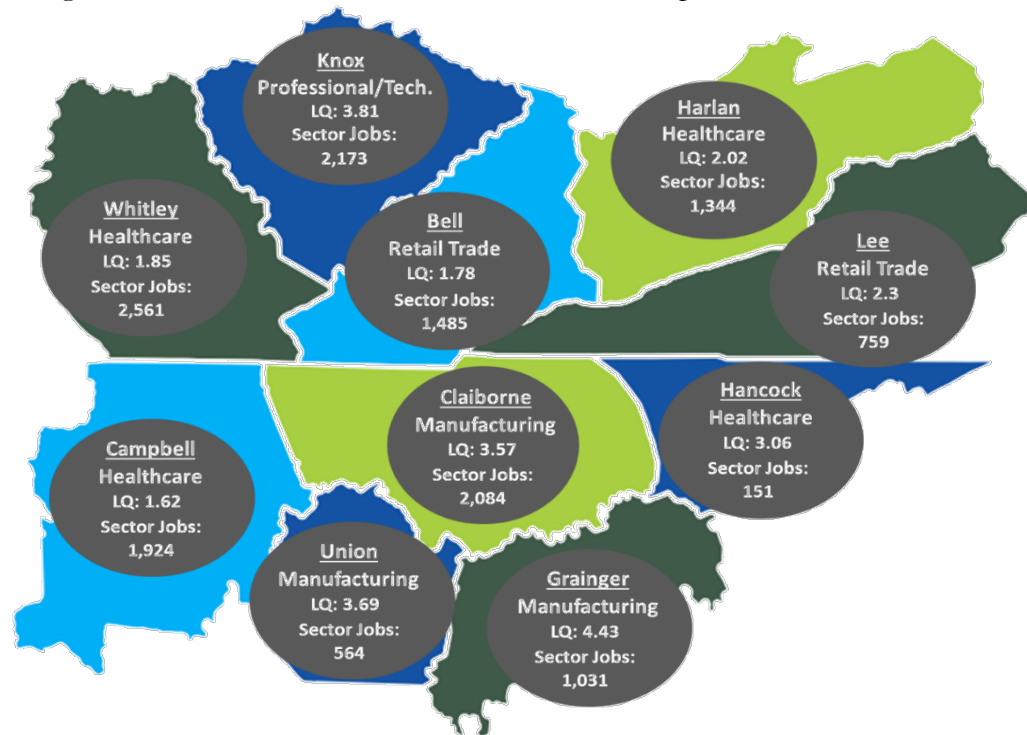 Knox
Professional/Tech.
LQ: 3.81
Sector Jobs:
2,173
Harlan
Healthcare
LQ: 2.02
Sector Jobs:
1,344
Whitley
Healthcare
LQ: 1.85
Sector Jobs:
2,561
Bell
Retail Trade
LQ: 1.78
Sector Jobs:
1,485
Lee
Retail Trade
LQ: 2.3
Sector Jobs:
759
Claiborne
Manufacturing
LQ: 3.57
Sector Jobs:
2,084
Hancock
Healthcare
LQ: 3.06
Sector Jobs:
151
Campbell
Healthcare
LQ: 1.62
Sector Jobs:
1,924
Union
Manufacturing
LQ: 3.69
Sector Jobs:
564
Grainger
Manufacturing
LQ: 4.43
Sector Jobs:
1,031